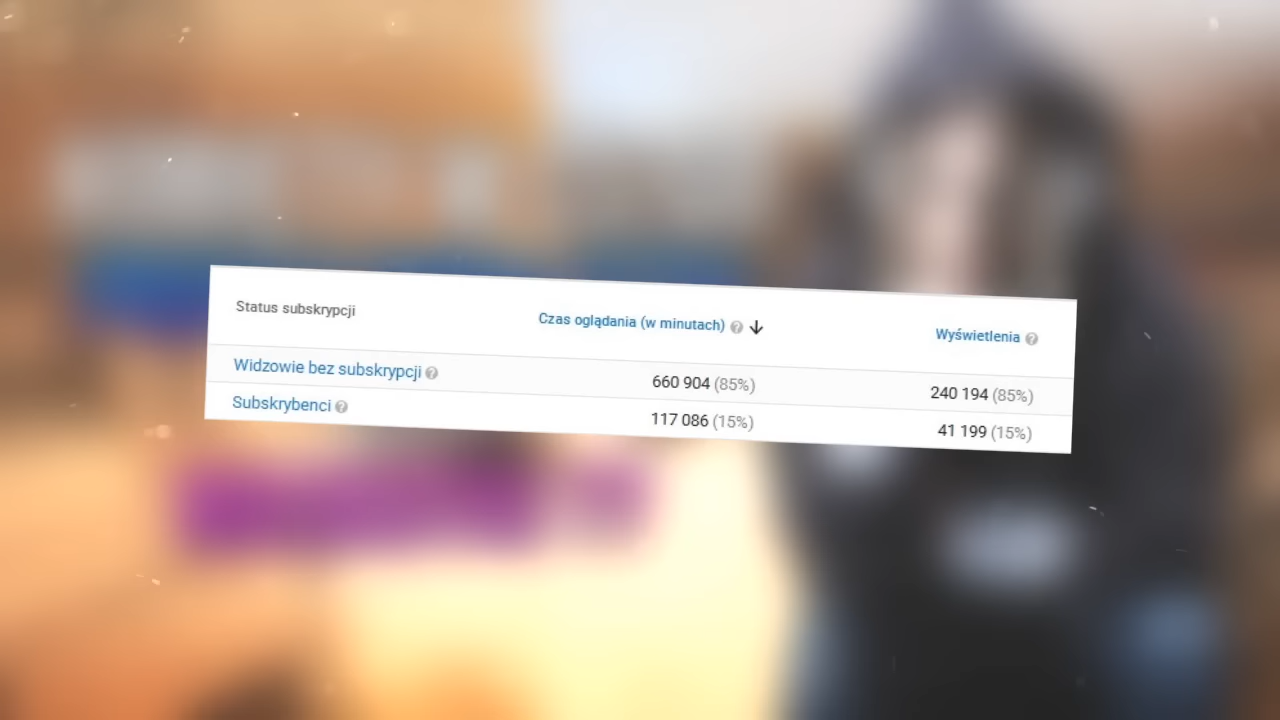 Status subskrypcji Czas oglądania (w minutach) Wyświetlenia
Widzowie bez subskrypcji 660 904 (85%) 240 194 (85%)
Subskrybenci 117 086 (15%) 41 199 (15%)